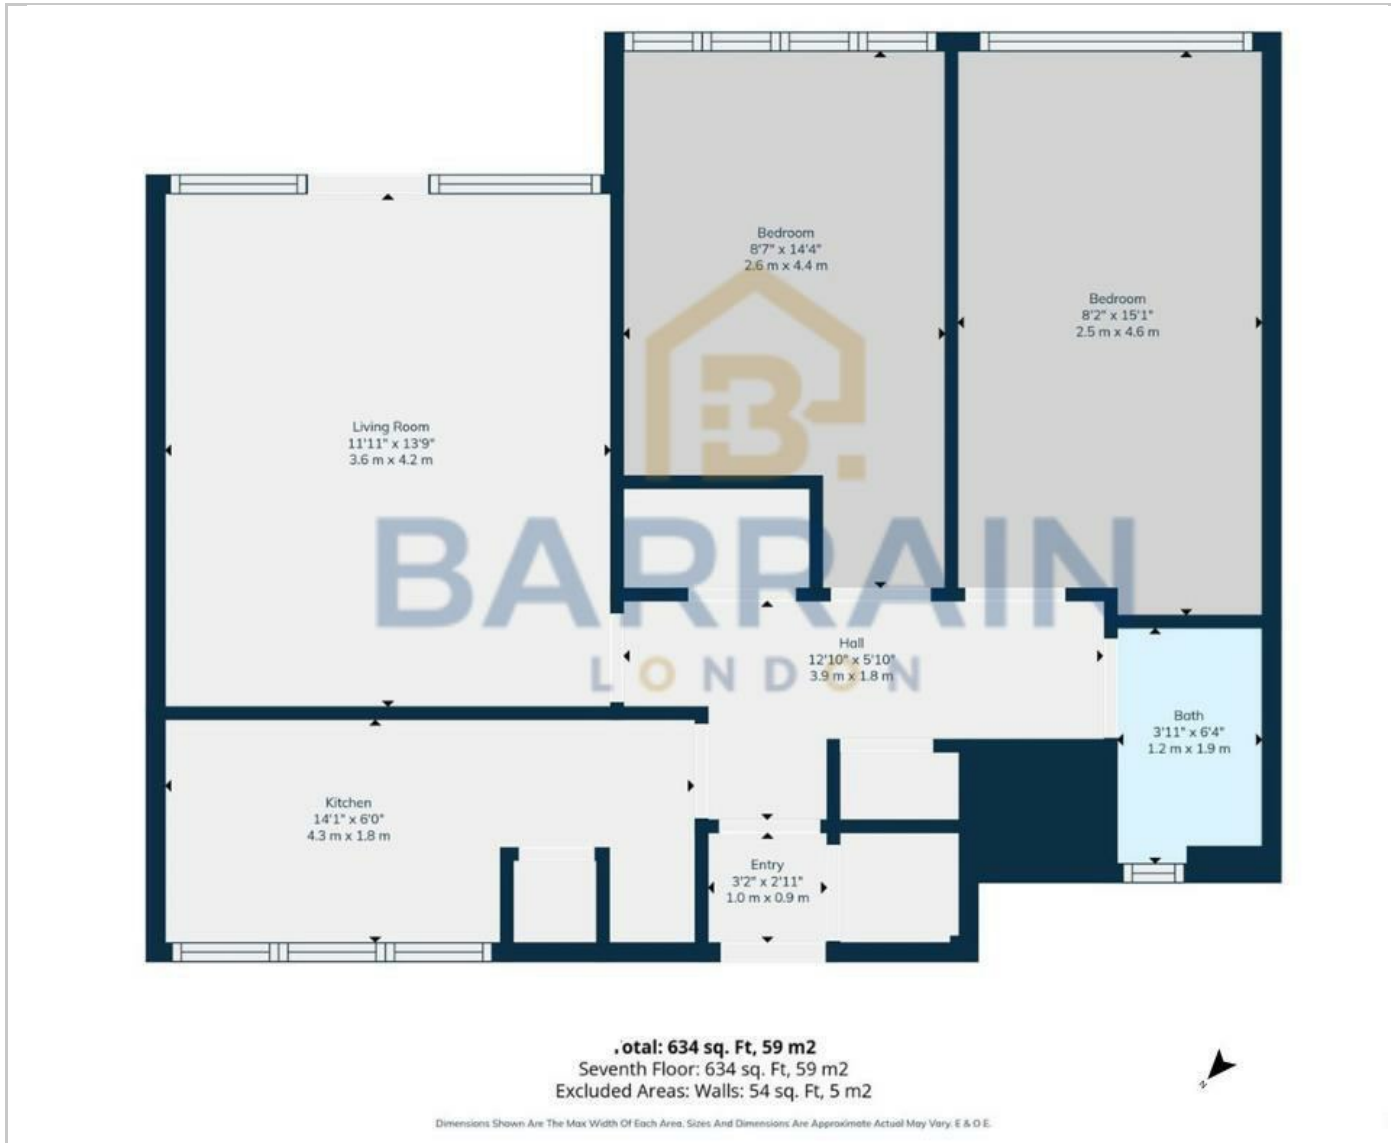 Bedroom
8'7" x 14'4"
2.6 m x 4.4 m
Bedroom
8'2" x 15'1"
2.5 m x 4.6 m
Living Room
11'11" x 13'9"
3.6 m x 4.2 m
B
BARRAIN
LONDON
Hall
12'10" x 5'10"
3.9 m x 1.8 m
Bath
3'11" x 6'4"
1.2 m x 1.9 m
Kitchen
14'1" x 6'0"
4.3 m x 1.8 m
Entry
3'2" x 2'11"
1.0 m x 0.9 m
otal: 634 sq. Ft, 59 m2
Seventh Floor: 634 sq. Ft, 59 m2
Excluded Areas: Walls: 54 sq. Ft, 5 m2
Dimensions Shown Are The Max Width Of Each Area. Sizes And Dimensions Are Approximate Actual May Vary. E & O E.
N